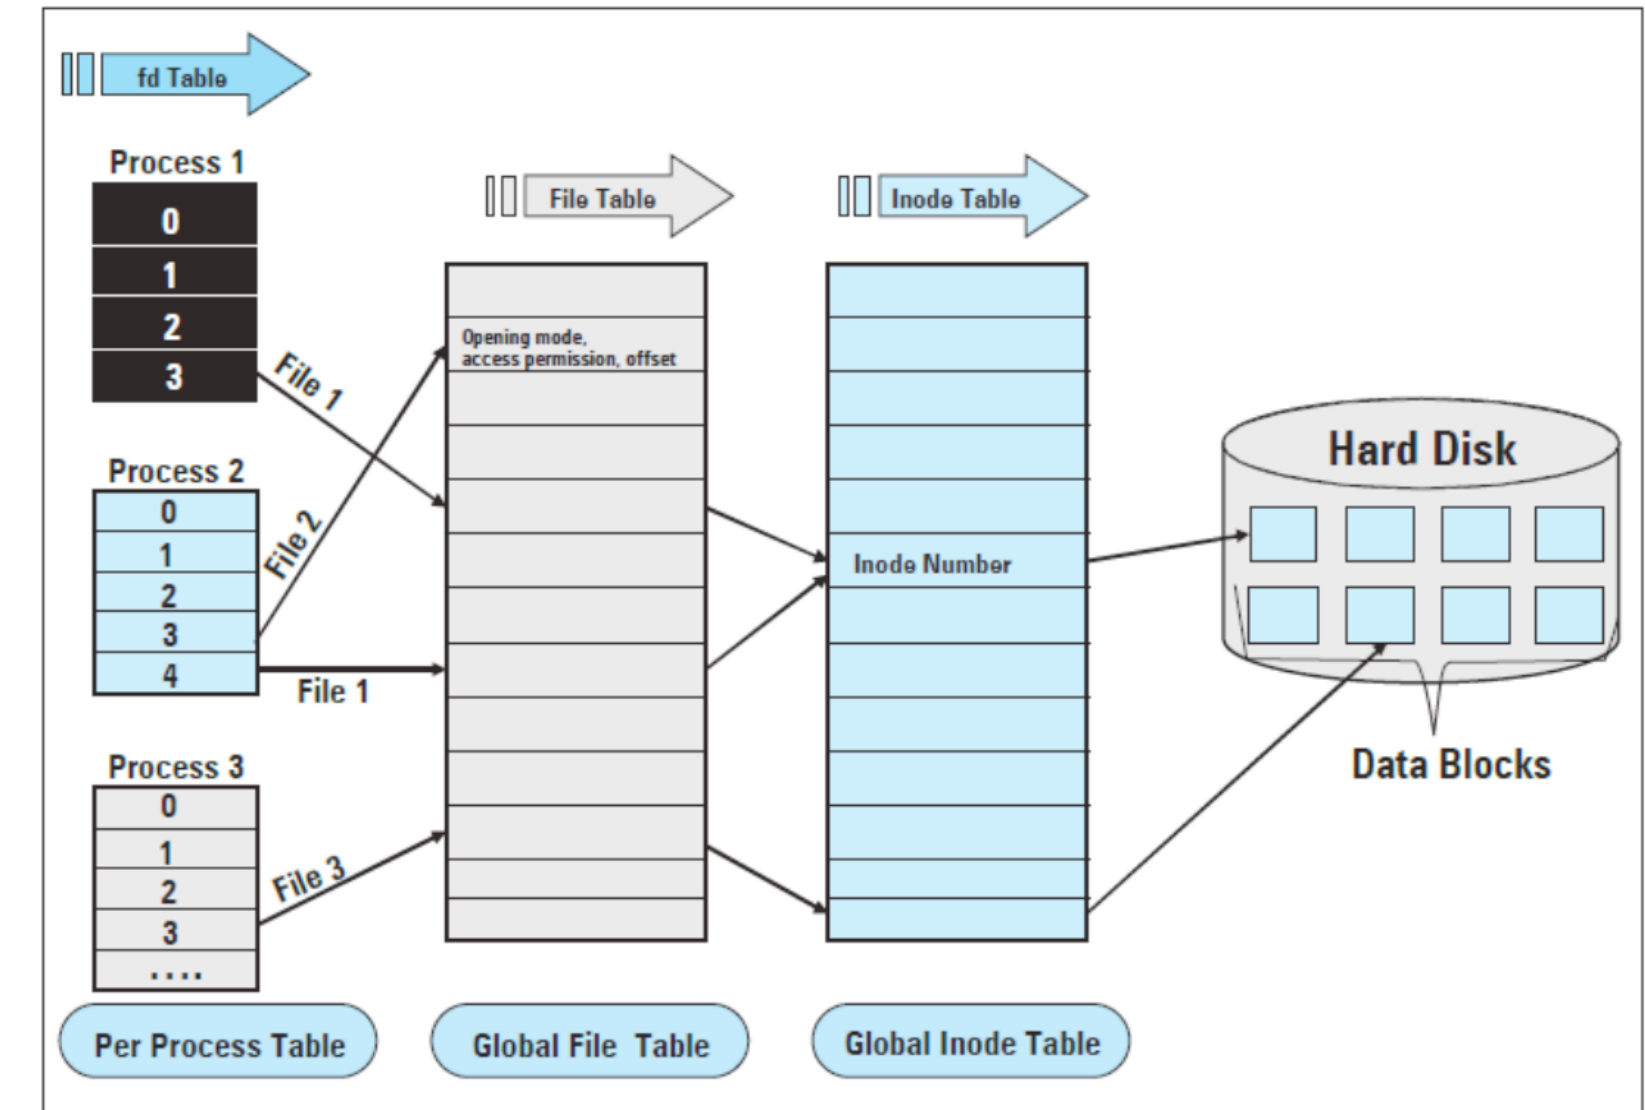 fd Table
Process 1
0
1
2
3
File 1
Process 2
0
1
2
3
4
File 2
File 1
Process 3
0
1
2
3
....
File 3
Per Process Table
File Table
Opening mode,
access permission, offset
Global File Table
Inode Table
Inode Number
Global Inode Table
Hard Disk
Data Blocks